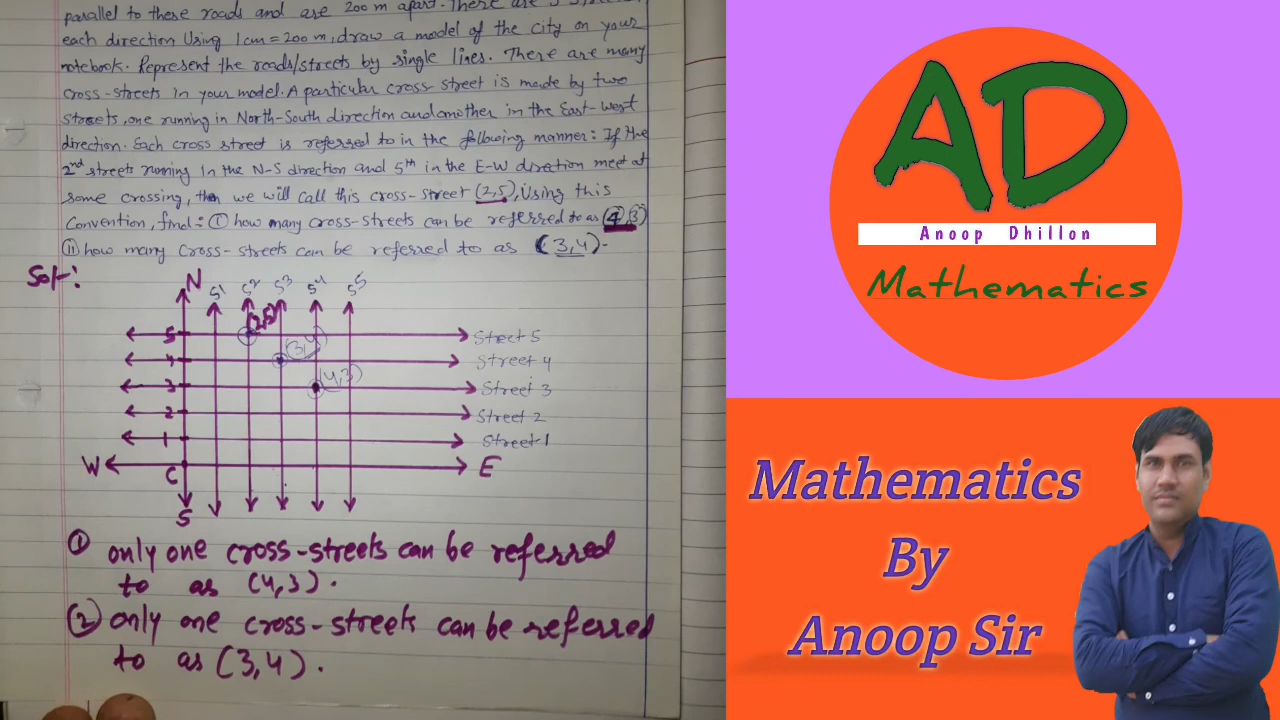 parallel to these roads and are 200 m apart. There are 5
each direction Using 1 cm = 200 m, draw a model of the city on your
notebook. Represent the roads/streets by single lines. There are many
cross-streets in your model. A particular cross-street is made by two
streets, one running in North-South direction and another in the East-West
direction. Each cross street is referred to in the following manner: If the
2nd streets running in the N-S direction and 5th in the E-W direction meet at
some crossing, then we will call this cross-street (2,5), Using this
Convention, find:- ① how many cross-streets can be referred to as (4,3)
(ii) how many cross-streets can be referred to as (3,4)-
Sol:-
N
S1 S2 S3 S4 S5
(2,5)
5 Street 5
(3,4)
4 Street 4
(4,3)
3 Street 3
2 Street 2
1 Street 1
W C E
S
① only one cross-streets can be referred
to as (4,3).
② only one cross-streets can be referred
to as (3,4).
AD
Anoop Dhillon
Mathematics
Mathematics
By
Anoop Sir